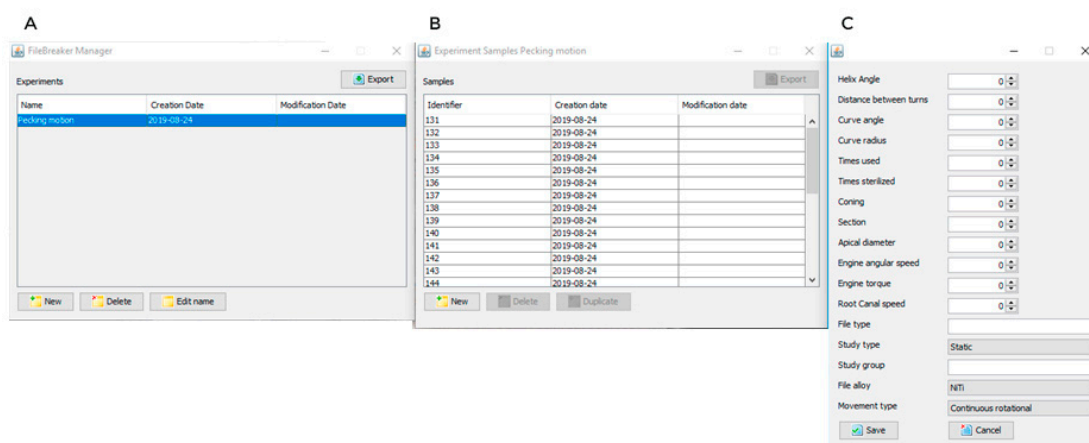 A
FileBreaker Manager
Experiments
Export
Name Creation Date Modification Date
Pecking motion 2019-08-24
New Delete Edit name
B
Experiment Samples Pecking motion
Samples
Export
Identifier Creation date Modification date
131 2019-08-24
132 2019-08-24
133 2019-08-24
134 2019-08-24
135 2019-08-24
136 2019-08-24
137 2019-08-24
138 2019-08-24
139 2019-08-24
140 2019-08-24
141 2019-08-24
142 2019-08-24
143 2019-08-24
144 2019-08-24
New Delete Duplicate
C
Helix Angle 0
Distance between turns 0
Curve angle 0
Curve radius 0
Times used 0
Times sterilized 0
Coning 0
Section 0
Apical diameter 0
Engine angular speed 0
Engine torque 0
Root Canal speed 0
File type
Study type Static
Study group
File alloy NiTi
Movement type Continuous rotational
Save Cancel